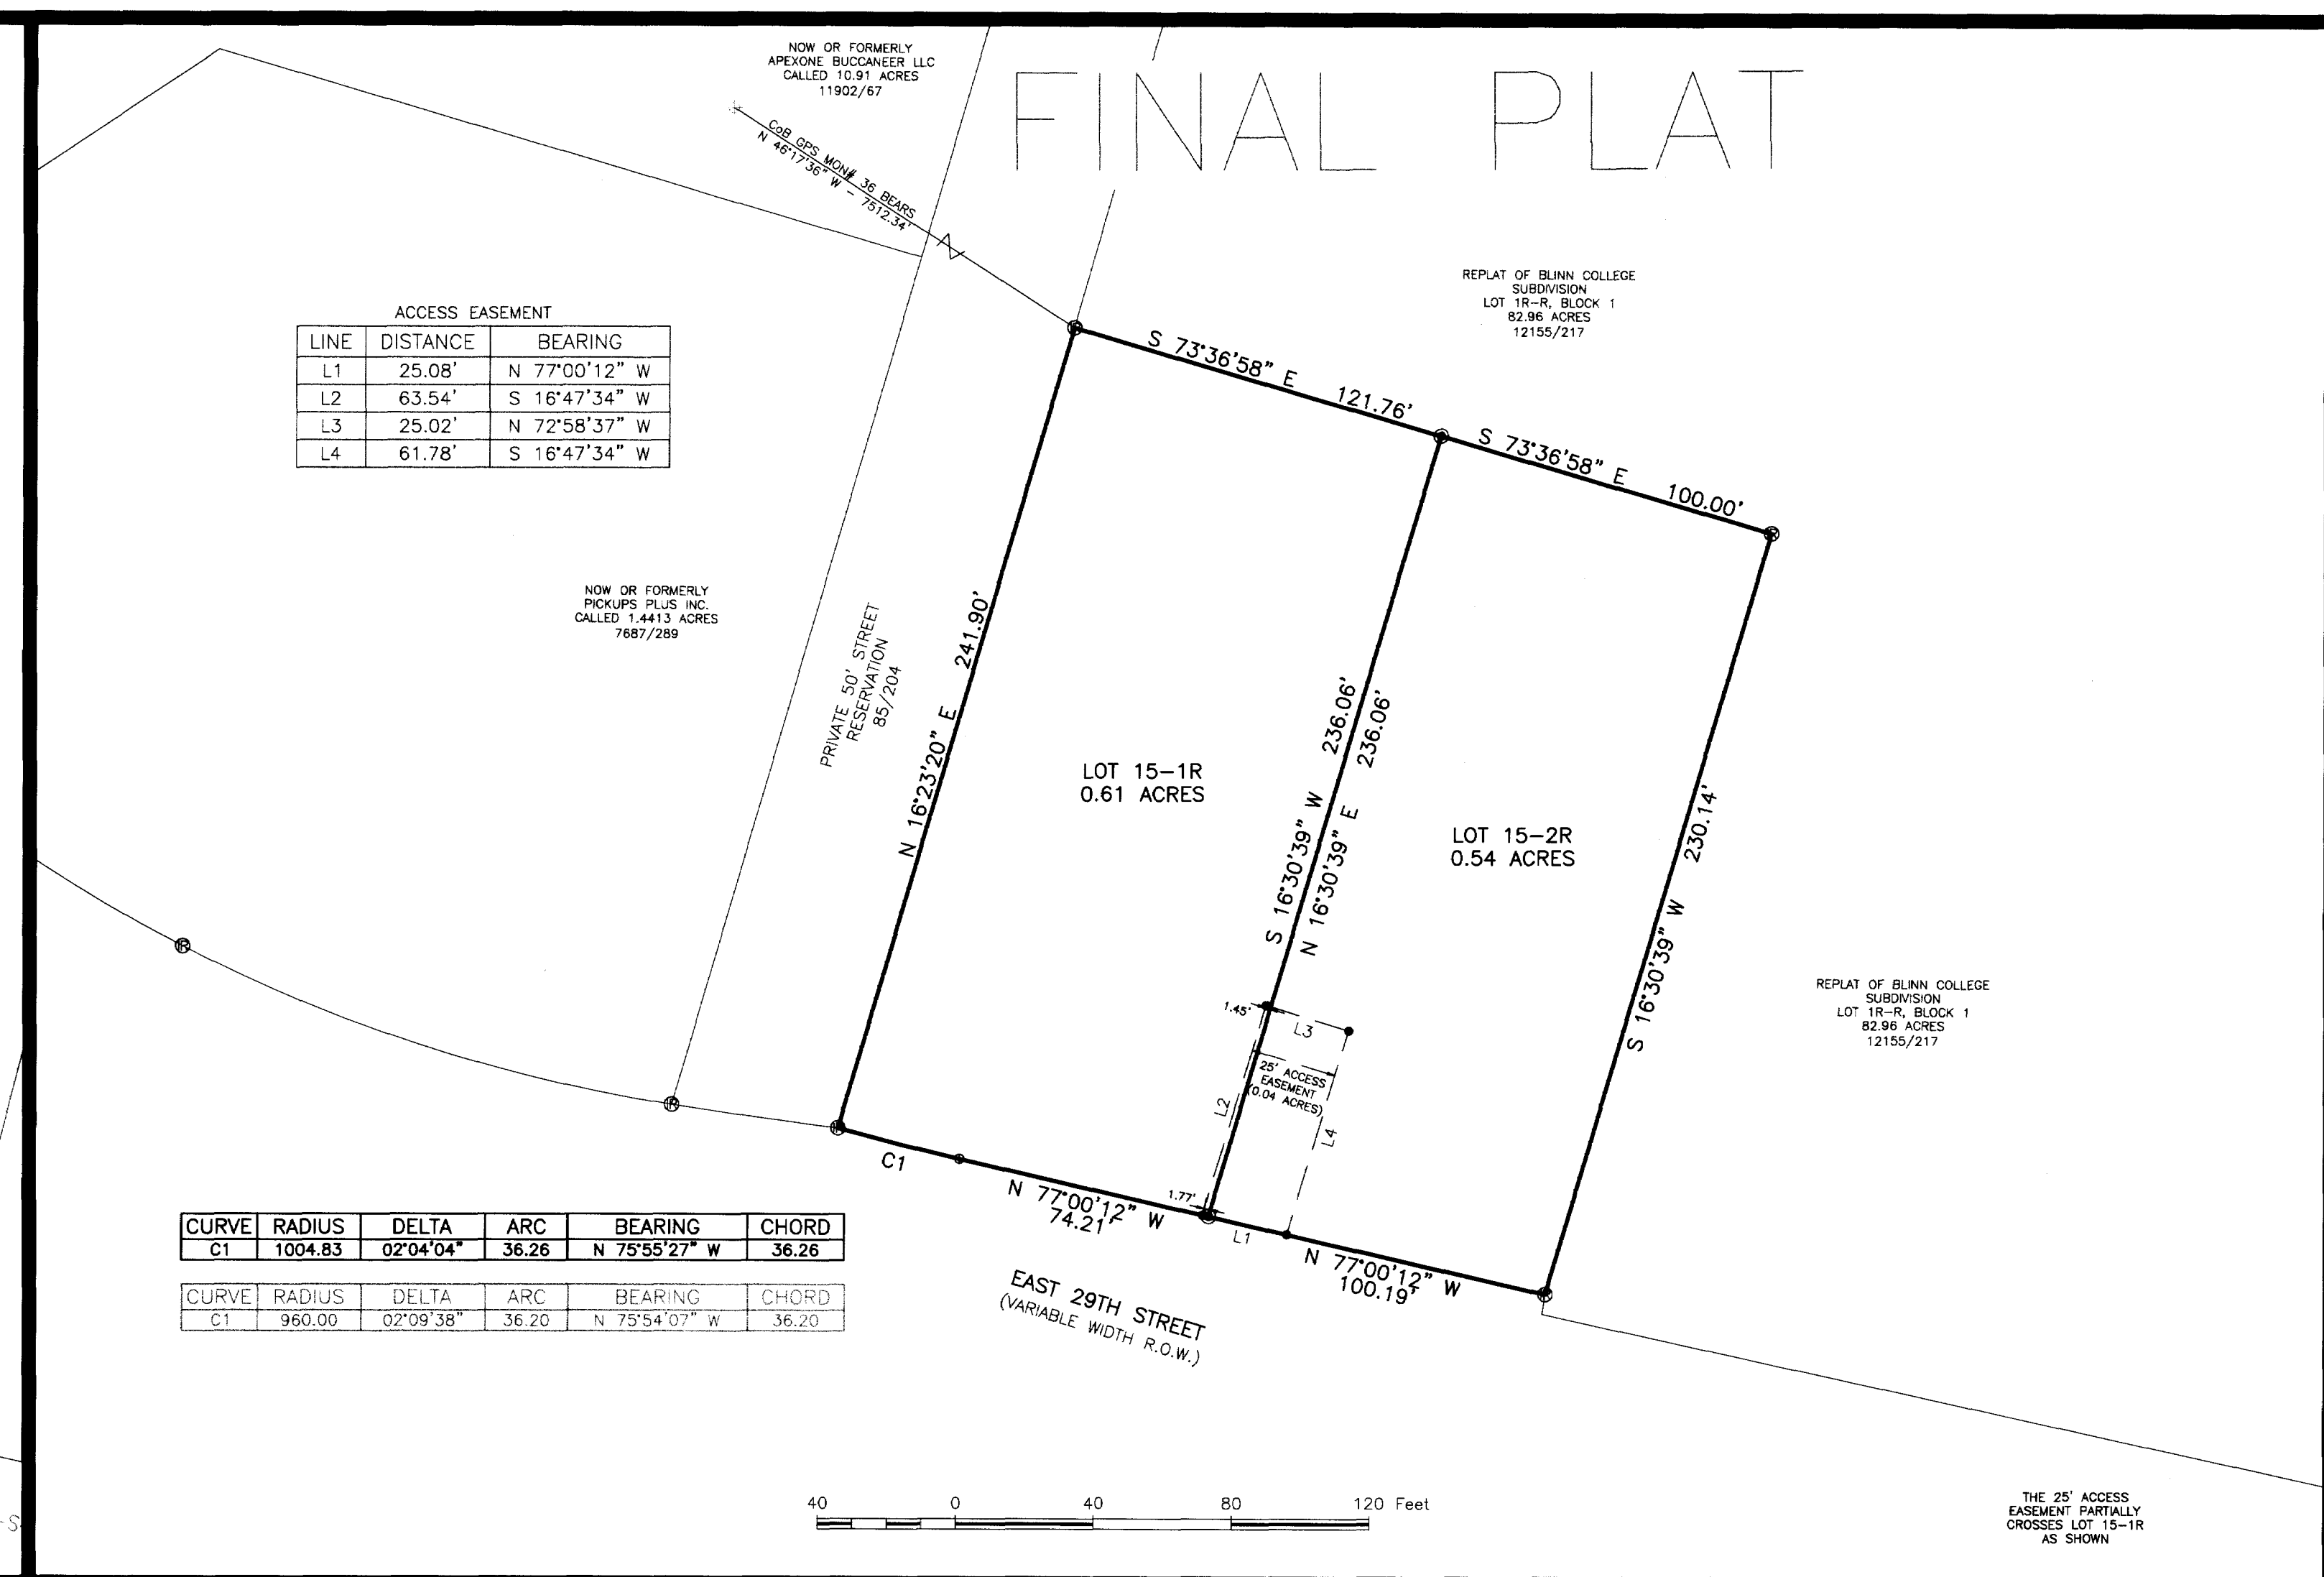 FINAL PLAT
NOW OR FORMERLY
APEXONE BUCCANEER LLC
CALLED 10.91 ACRES
11902/67
CoB GPS MON# 36 BEARS
N 46°17'36" W - 7512.34'
REPLAT OF BLINN COLLEGE
SUBDIVISION
LOT 1R-R, BLOCK 1
82.96 ACRES
12155/217
ACCESS EASEMENT
LINE DISTANCE BEARING
L1 25.08' N 77°00'12" W
L2 63.54' S 16°47'34" W
L3 25.02' N 72°58'37" W
L4 61.78' S 16°47'34" W
S 73°36'58" E 121.76'
S 73°36'58" E 100.00'
NOW OR FORMERLY
PICKUPS PLUS INC.
CALLED 1.4413 ACRES
7687/289
PRIVATE 50' STREET
RESERVATION
85/204
N 16°23'20" E 241.90'
LOT 15-1R
0.61 ACRES
S 16°30'39" W 236.06'
N 16°30'39" E 236.06'
LOT 15-2R
0.54 ACRES
S 16°30'39" W 230.14'
REPLAT OF BLINN COLLEGE
SUBDIVISION
LOT 1R-R, BLOCK 1
82.96 ACRES
12155/217
1.45'
L3
25' ACCESS
EASEMENT
(0.04 ACRES)
L2
L4
C1
N 77°00'12" W
74.21'
1.77'
L1
N 77°00'12" W
100.19'
CURVE RADIUS DELTA ARC BEARING CHORD
C1 1004.83 02°04'04" 36.26 N 75°55'27" W 36.26
CURVE RADIUS DELTA ARC BEARING CHORD
C1 960.00 02°09'38" 36.20 N 75°54'07" W 36.20
EAST 29TH STREET
(VARIABLE WIDTH R.O.W.)
40 0 40 80 120 Feet
THE 25' ACCESS
EASEMENT PARTIALLY
CROSSES LOT 15-1R
AS SHOWN
-S